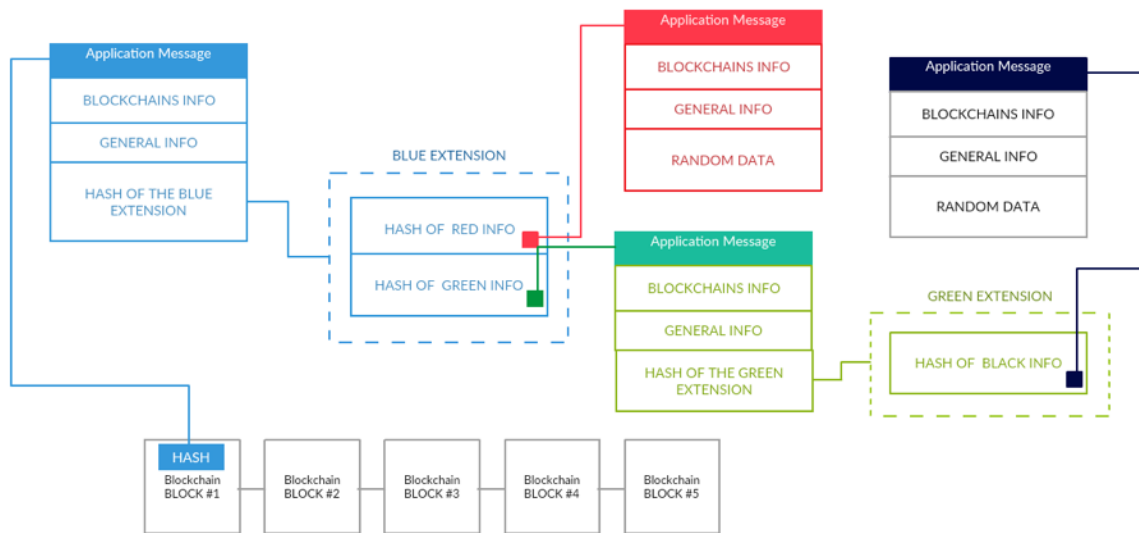 Application Message
BLOCKCHAINS INFO
GENERAL INFO
HASH OF THE BLUE
EXTENSION
BLUE EXTENSION
HASH OF RED INFO
HASH OF GREEN INFO
Application Message
BLOCKCHAINS INFO
GENERAL INFO
RANDOM DATA
Application Message
BLOCKCHAINS INFO
GENERAL INFO
HASH OF THE GREEN
EXTENSION
Application Message
BLOCKCHAINS INFO
GENERAL INFO
RANDOM DATA
GREEN EXTENSION
HASH OF BLACK INFO
HASH
Blockchain
BLOCK #1
Blockchain
BLOCK #2
Blockchain
BLOCK #3
Blockchain
BLOCK #4
Blockchain
BLOCK #5